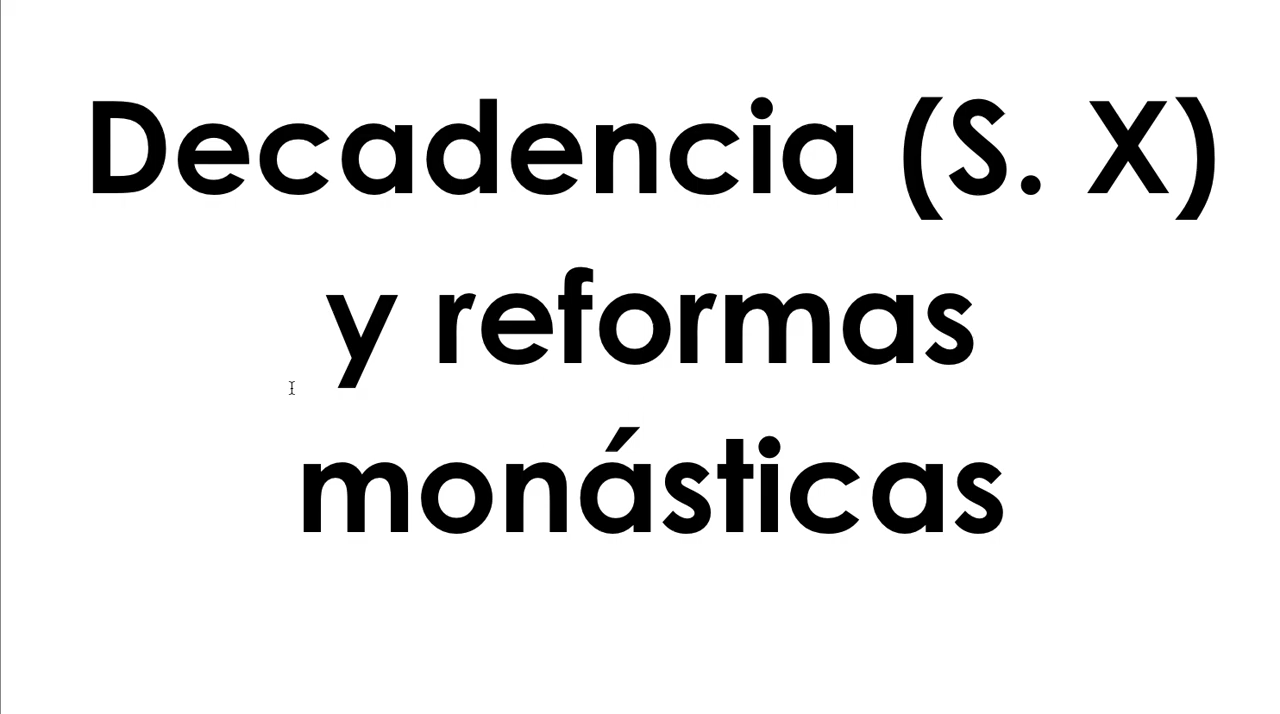 Decadencia (S. X)
y reformas
monásticas